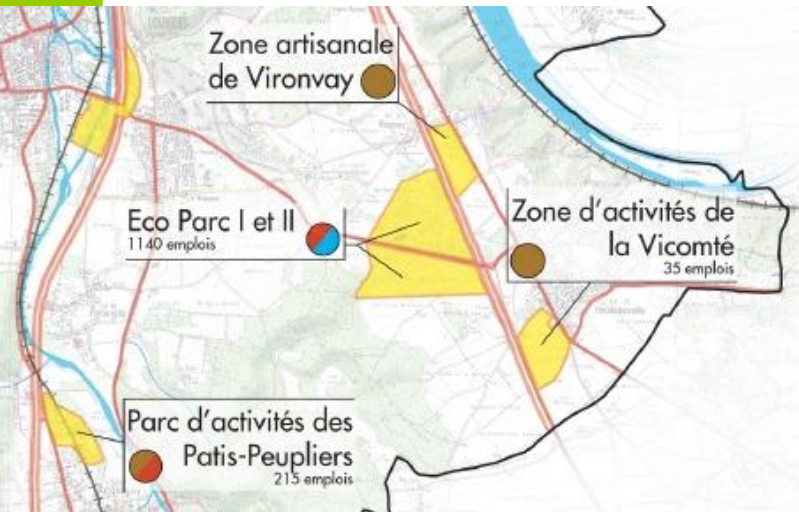 Zone artisanale
de Vironvay
Eco Parc I et II
1140 emplois
Zone d'activités de
la Vicomté
35 emplois
Parc d'activités des
Patis-Peupliers
215 emplois